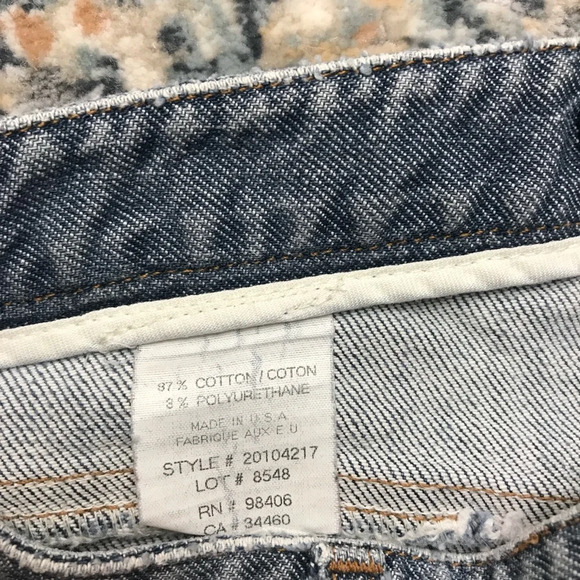 97% COTTON / COTON
3% POLYURETHANE
MADE IN U.S.A
FABRIQUE AUX E U
STYLE # 20104217
LOT # 8548
RN # 98406
CA # 34460